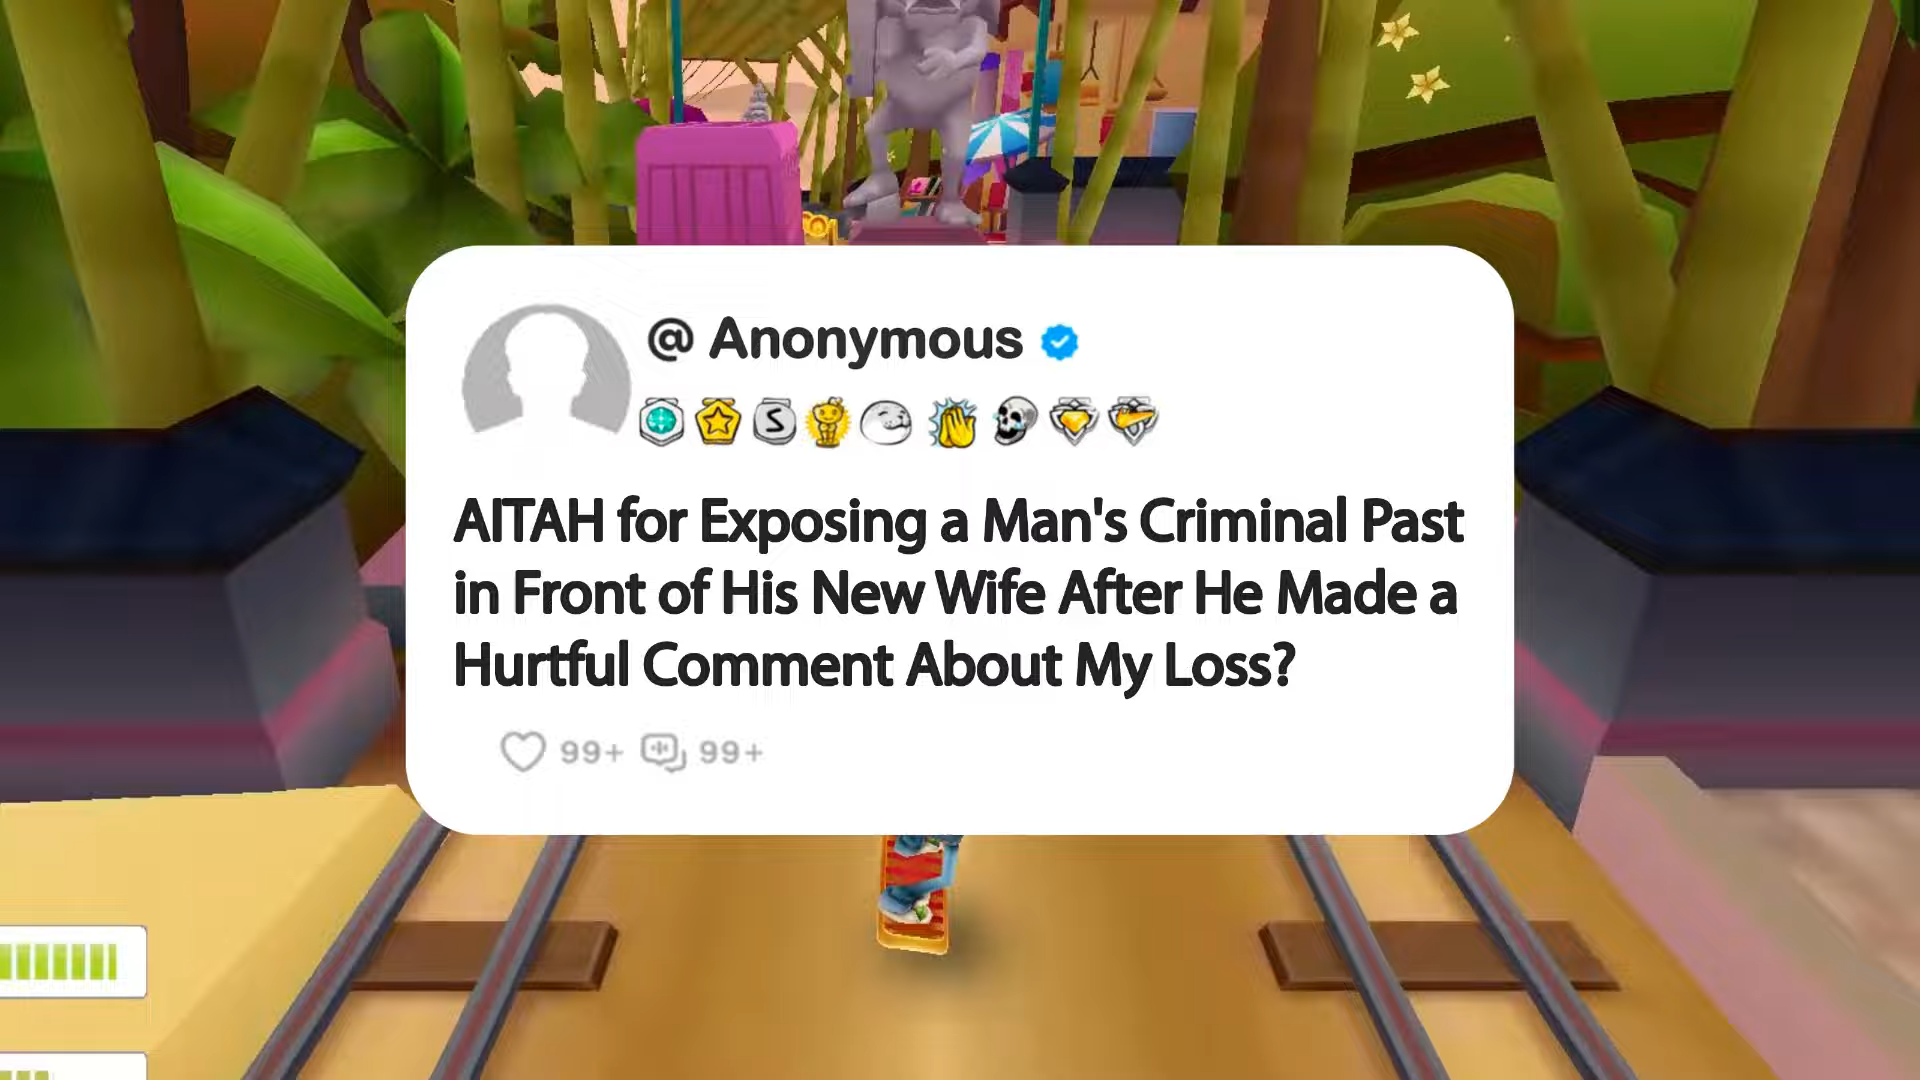 @ Anonymous
AITAH for Exposing a Man's Criminal Past
in Front of His New Wife After He Made a
Hurtful Comment About My Loss?
99+ 99+